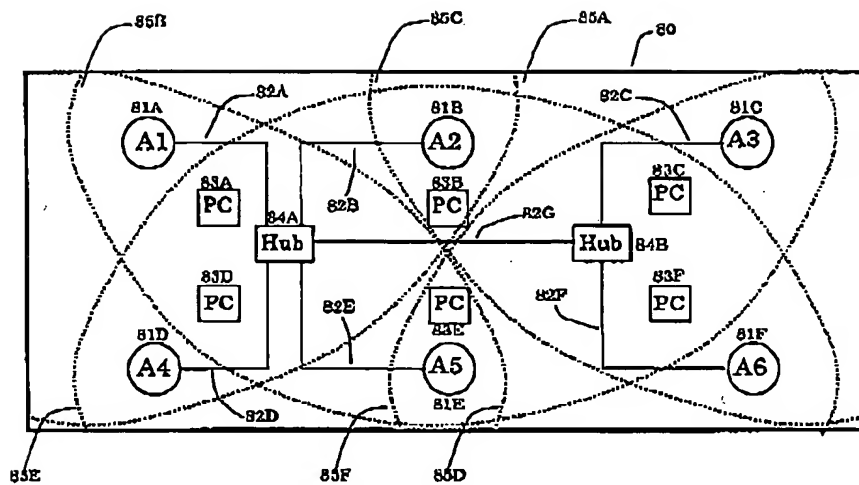 85B 85C 85A 80
81A 82A 81B 82C 81C
A1 A2 A3
83A 82B 83B 83C
PC PC PC
84A 82G
Hub Hub 84B
83D 82E 82F 83F
PC PC PC
83E
81D 81F
A4 A5 A6
82D 81E
85E 85F 85D